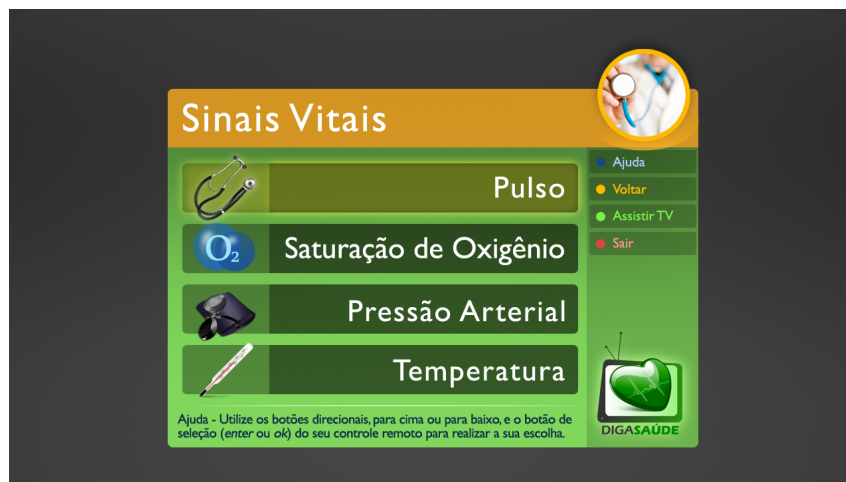 Sinais Vitais
Pulso
O₂
Saturação de Oxigênio
Pressão Arterial
Temperatura
Ajuda - Utilize os botões direcionais, para cima ou para baixo, e o botão de
seleção (enter ou ok) do seu controle remoto para realizar a sua escolha.
Ajuda
Voltar
Assistir TV
Sair
DIGASAÚDE